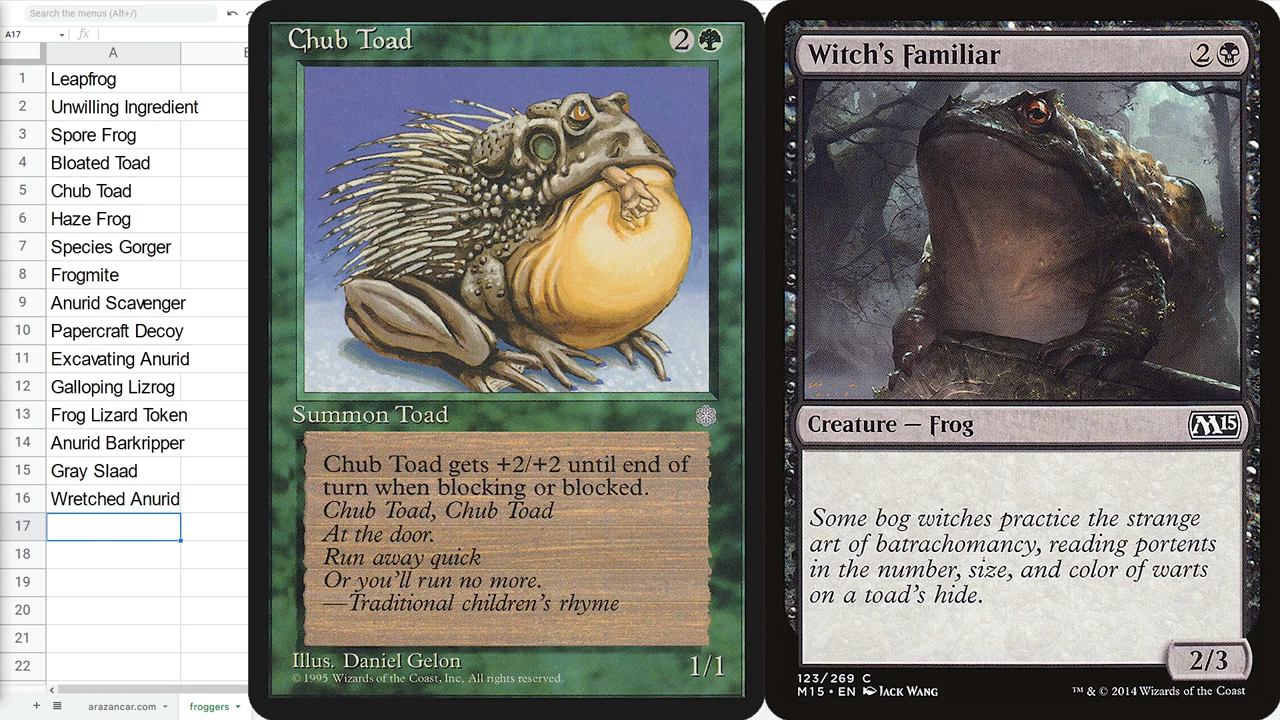 Search the menus (Alt+/)
A17
fx
A
1 Leapfrog
2 Unwilling Ingredient
3 Spore Frog
4 Bloated Toad
5 Chub Toad
6 Haze Frog
7 Species Gorger
8 Frogmite
9 Anurid Scavenger
10 Papercraft Decoy
11 Excavating Anurid
12 Galloping Lizrog
13 Frog Lizard Token
14 Anurid Barkripper
15 Gray Slaad
16 Wretched Anurid
17
18
19
20
21
22
arazancar.com
froggers
Chub Toad 2
Summon Toad
Chub Toad gets +2/+2 until end of
turn when blocking or blocked.
Chub Toad, Chub Toad
At the door.
Run away quick
Or you'll run no more.
—Traditional children's rhyme
Illus. Daniel Gelon
© 1995 Wizards of the Coast, Inc. All rights reserved.
1/1
Witch's Familiar 2
Creature — Frog
M15
Some bog witches practice the strange
art of batrachomancy, reading portents
in the number, size, and color of warts
on a toad's hide.
2/3
123/269 C
M15 • EN Jack Wang
™ & © 2014 Wizards of the Coast